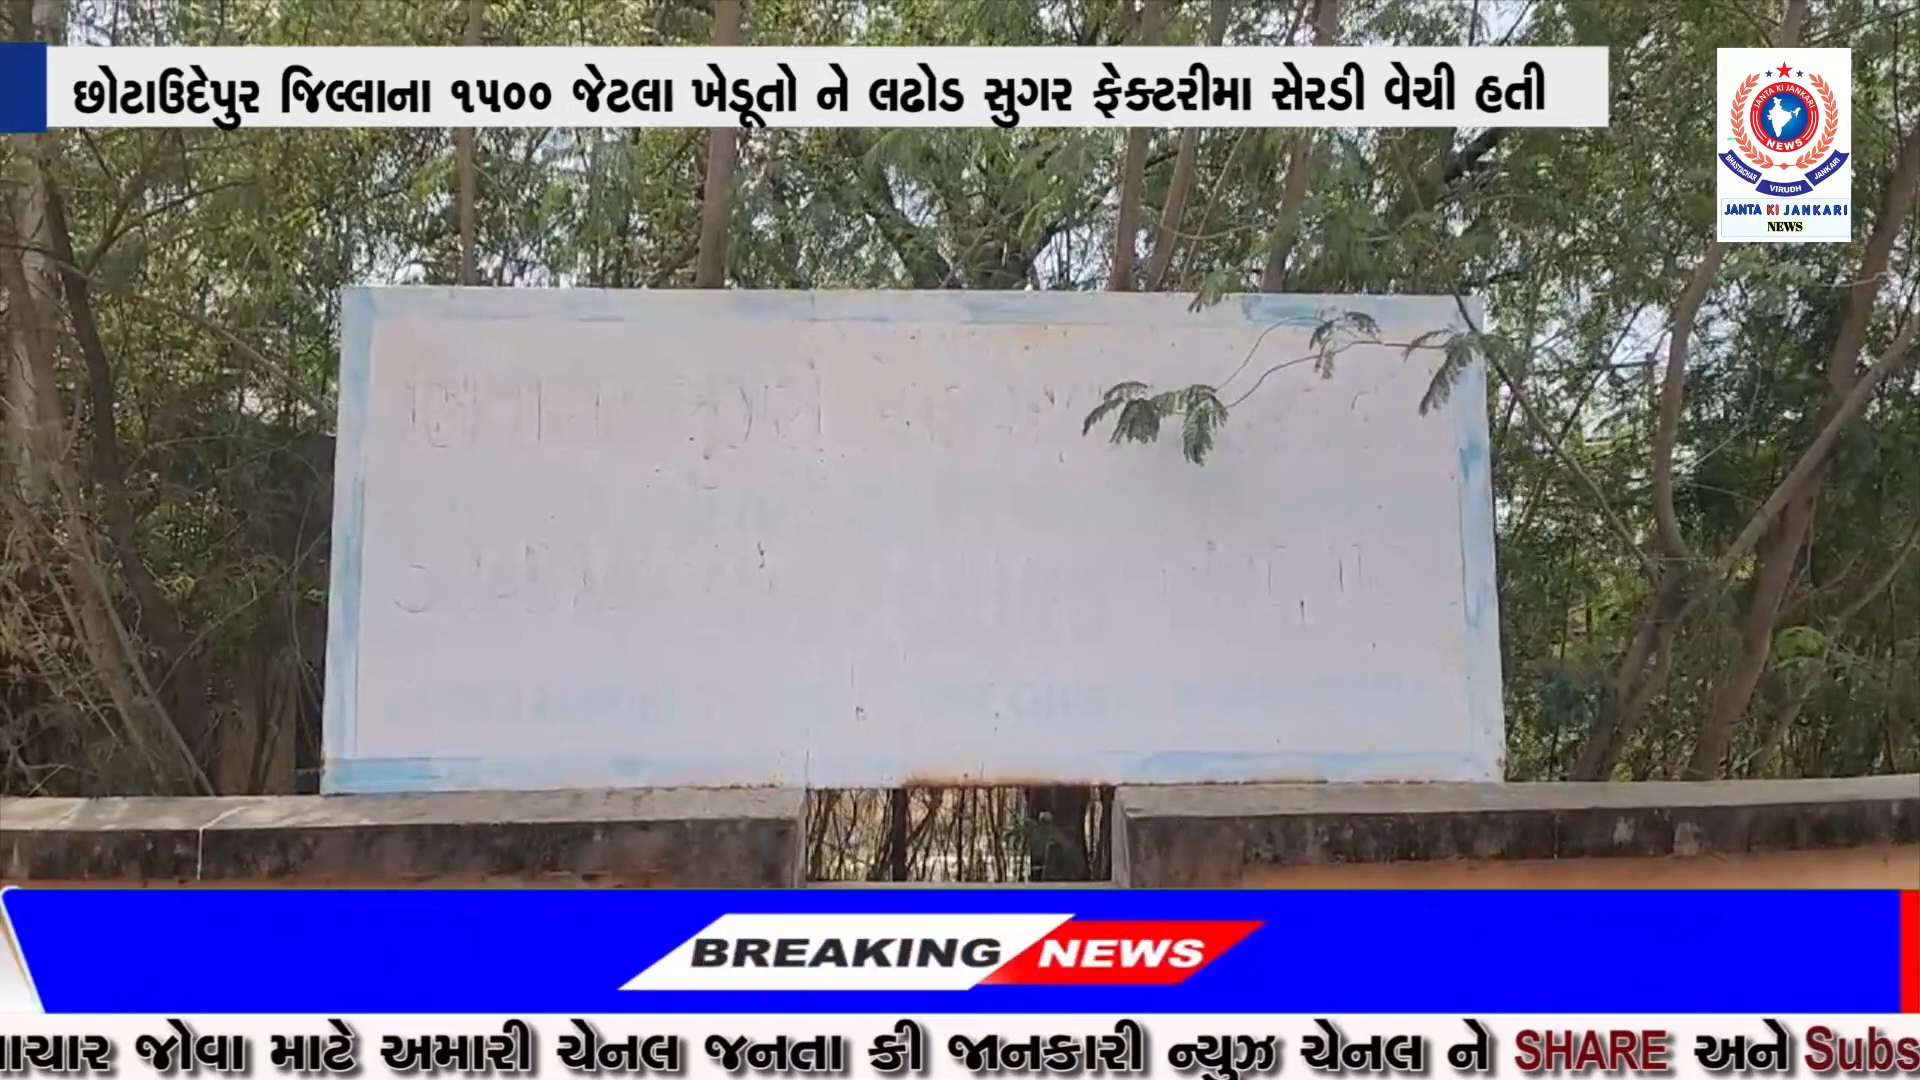 છોટાઉદેપુર જિલ્લાના ૧૫૦૦ જેટલા ખેડૂતો ને લઢોડ સુગર ફેક્ટરીમા સેરડી વેચી હતી
JANTA KI JANKARI
NEWS
BHASTACHAR VIRUDH JANKARI
JANTA KI JANKARI
NEWS
BREAKING NEWS
ાચાર જોવા માટે અમારી ચેનલ જનતા કી જાનકારી ન્યુઝ ચેનલ ને SHARE અને Subs